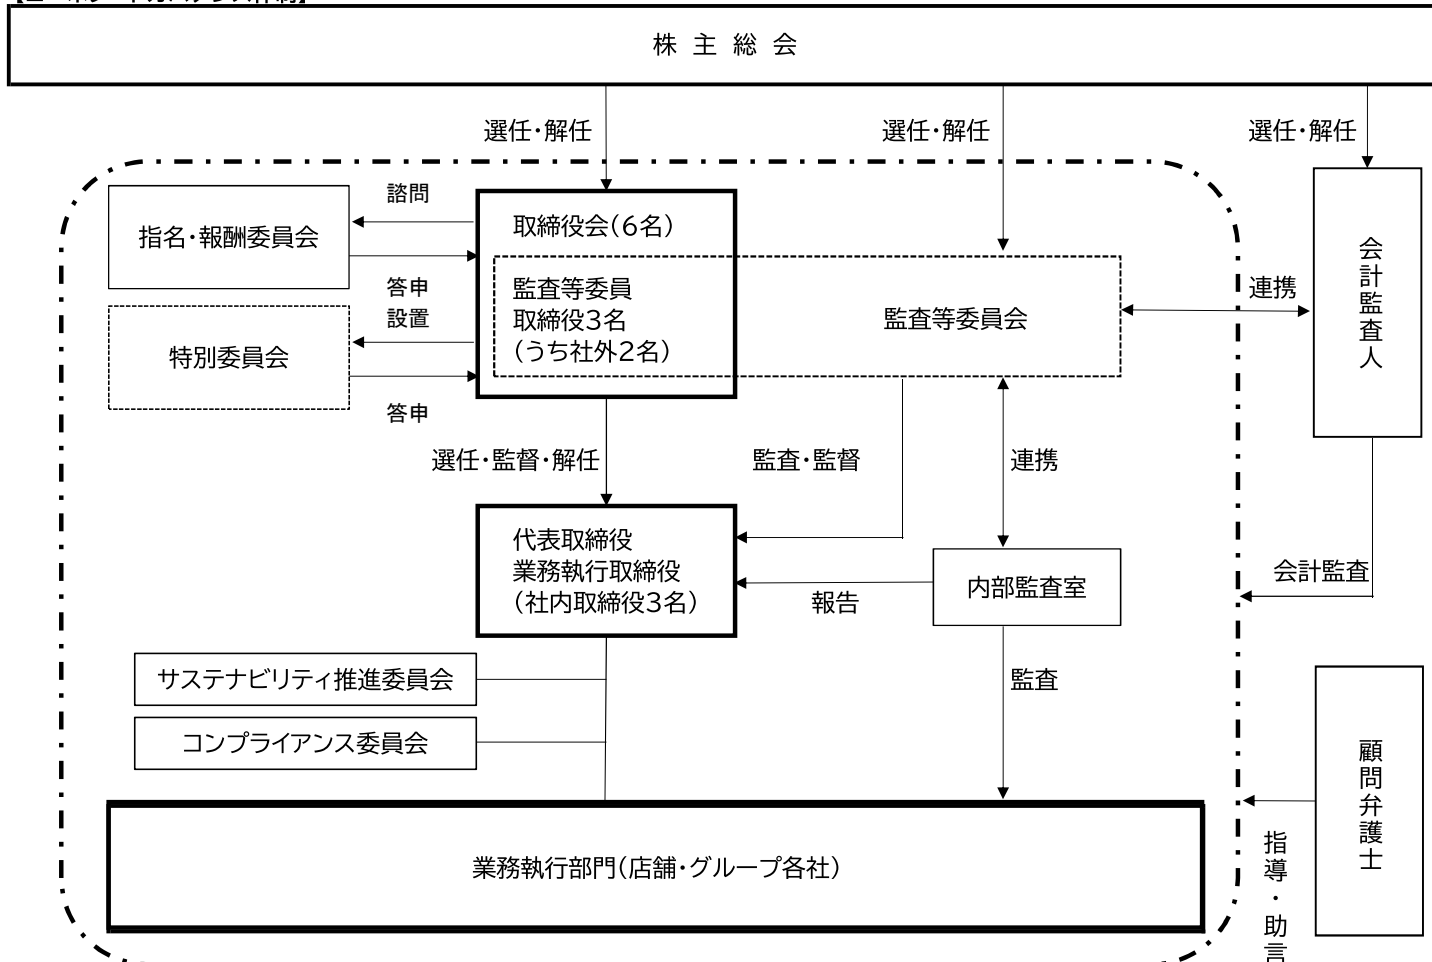 株主総会
選任・解任
選任・解任
選任・解任
諮問
指名・報酬委員会
答申
設置
特別委員会
答申
取締役会(6名)
監査等委員
取締役3名
(うち社外2名)
監査等委員会
連携
会計監査人
選任・監督・解任
監査・監督
連携
代表取締役
業務執行取締役
(社内取締役3名)
報告
内部監査室
会計監査
サステナビリティ推進委員会
コンプライアンス委員会
監査
顧問弁護士
指導・助言
業務執行部門(店舗・グループ各社)